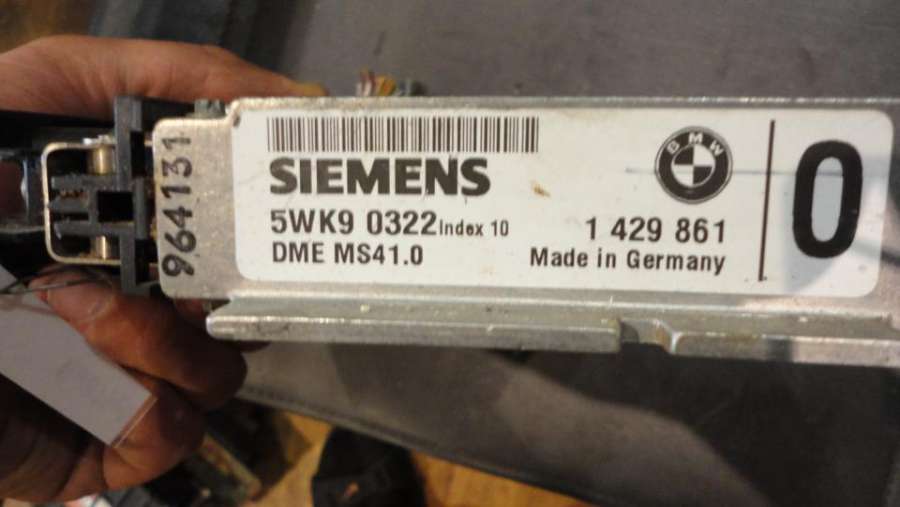 964131
SIEMENS
5WK9 0322 Index 10
DME MS41.0
BMW
1 429 861
Made in Germany
0